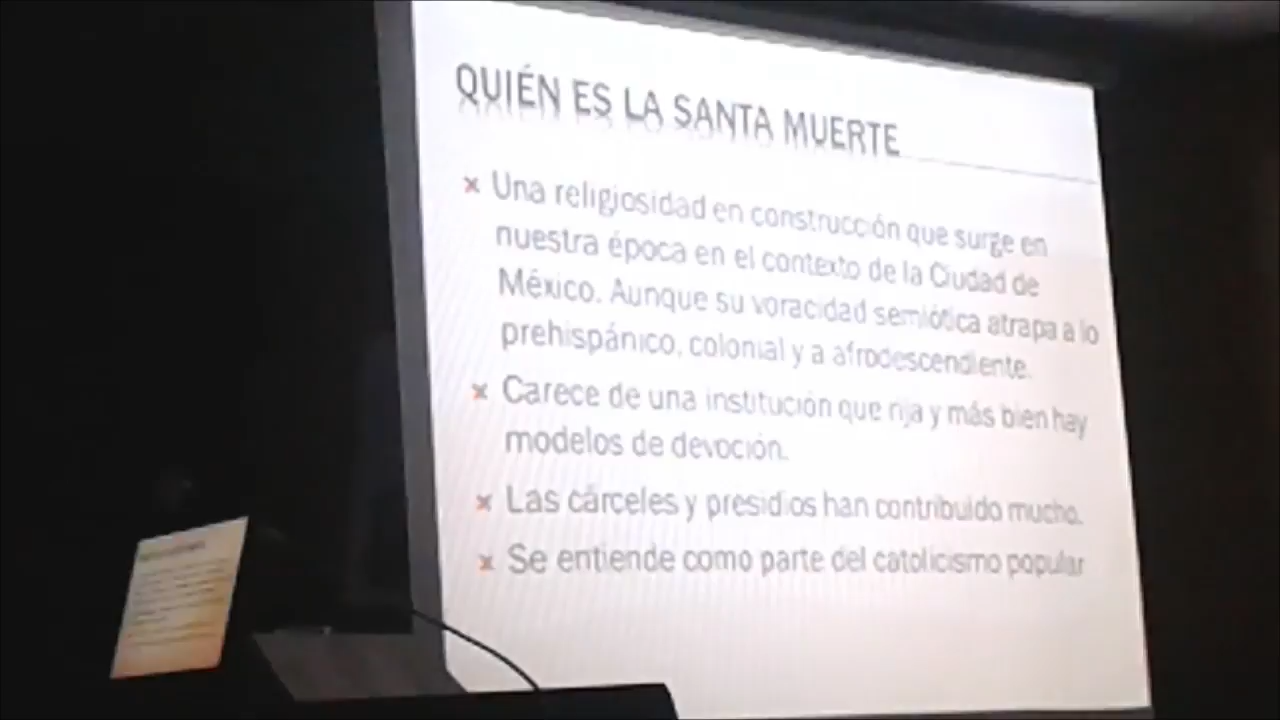 QUIÉN ES LA SANTA MUERTE
× Una religiosidad en construcción que surge en
nuestra época en el contexto de la Ciudad de
México. Aunque su voracidad semiótica atrapa a lo
prehispánico, colonial y a afrodescendiente.
× Carece de una institución que rija y más bien hay
modelos de devoción.
× Las cárceles y presidios han contribuido mucho.
× Se entiende como parte del catolicismo popular